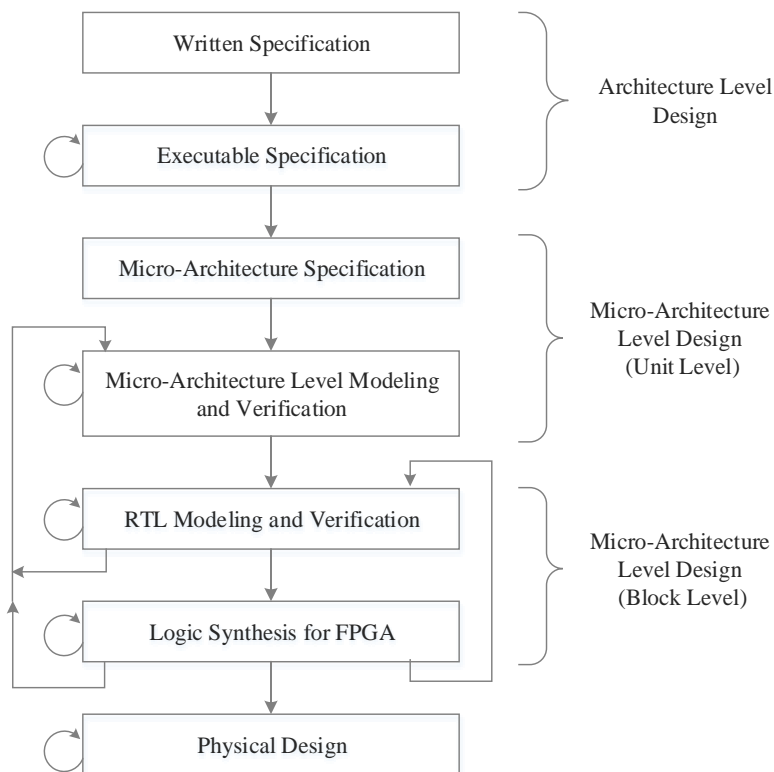 Written Specification
Architecture Level
Design
Executable Specification
Micro-Architecture Specification
Micro-Architecture
Level Design
(Unit Level)
Micro-Architecture Level Modeling
and Verification
RTL Modeling and Verification
Micro-Architecture
Level Design
(Block Level)
Logic Synthesis for FPGA
Physical Design